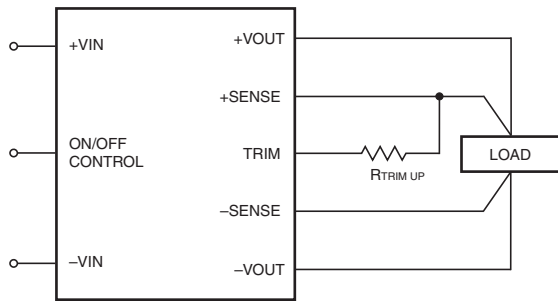 +VIN
ON/OFF
CONTROL
–VIN
+VOUT
+SENSE
TRIM
–SENSE
–VOUT
RTRIM UP
LOAD